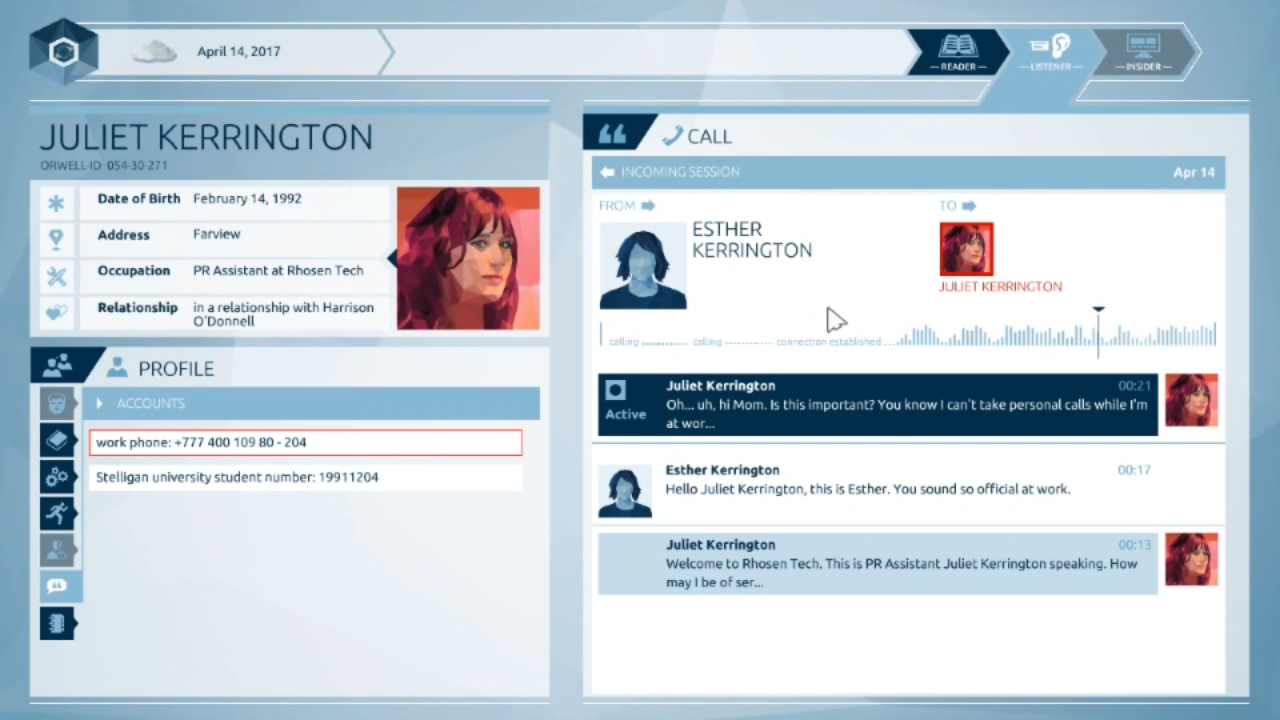 April 14, 2017
— READER —
— LISTENER —
— INSIDER —
JULIET KERRINGTON
ORWELL-ID 054-30-271
Date of Birth February 14, 1992
Address Farview
Occupation PR Assistant at Rhosen Tech
Relationship in a relationship with Harrison
O'Donnell
PROFILE
ACCOUNTS
work phone: +777 400 109 80 - 204
Stelligan university student number: 19911204
CALL
INCOMING SESSION Apr 14
FROM TO
ESTHER
KERRINGTON
JULIET KERRINGTON
calling .......... calling .......... connection established ...
Juliet Kerrington 00:21
Oh... uh, hi Mom. Is this important? You know I can't take personal calls while I'm
at wor...
Active
Esther Kerrington 00:17
Hello Juliet Kerrington, this is Esther. You sound so official at work.
Juliet Kerrington 00:13
Welcome to Rhosen Tech. This is PR Assistant Juliet Kerrington speaking. How
may I be of ser...